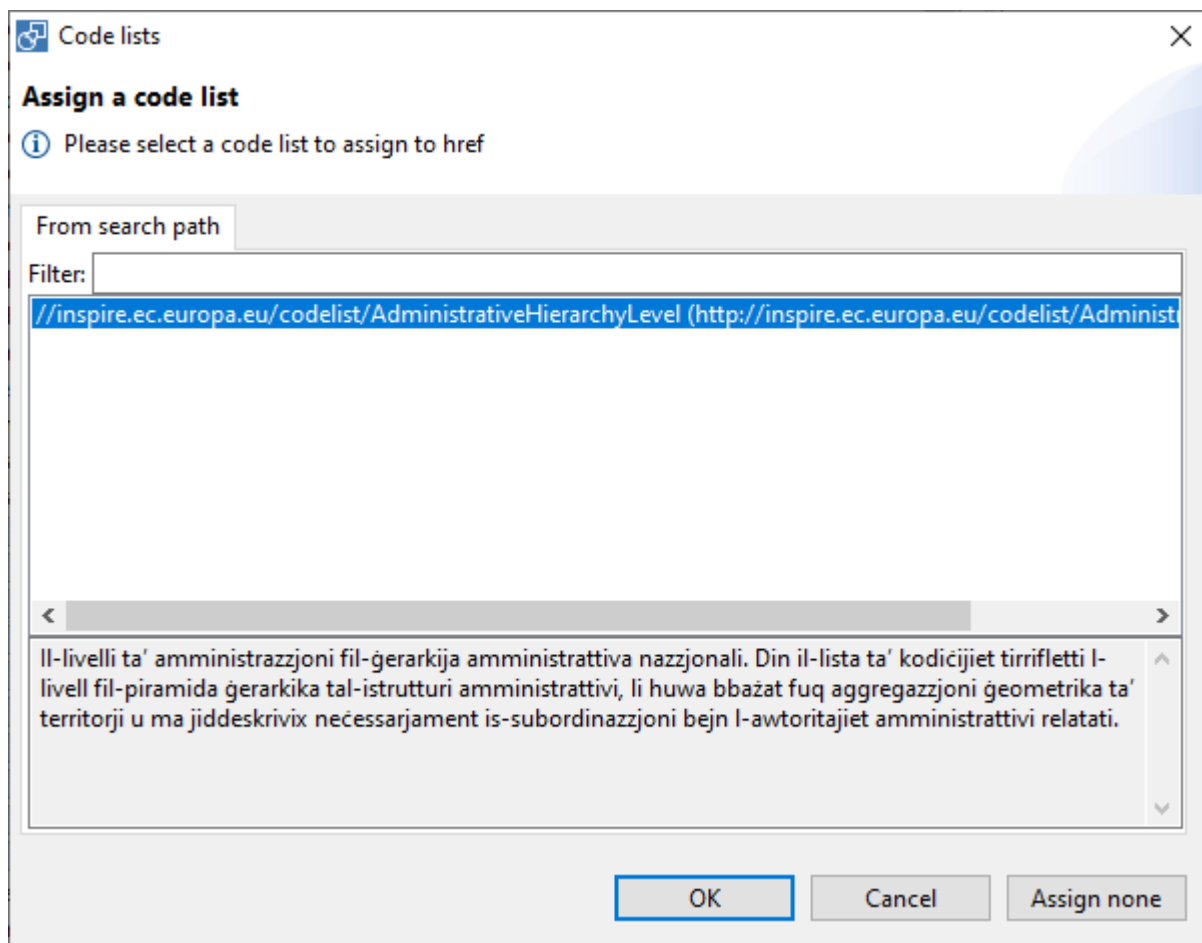 Code lists
Assign a code list
Please select a code list to assign to href
From search path
Filter:
//inspire.ec.europa.eu/codelist/AdministrativeHierarchyLevel (http://inspire.ec.europa.eu/codelist/Administr
Il-livelli ta’ amministrazzjoni fil-ġerarkija amministrattiva nazzjonali. Din il-lista ta’ kodiċijiet tirrifletti l-
livell fil-piramida ġerarkika tal-istrutturi amministrattivi, li huwa bbażat fuq aggregazzjoni ġeometrika ta’
territorji u ma jiddeskrivix neċessarjament is-subordinazzjoni bejn l-awtoritajiet amministrattivi relatati.
OK Cancel Assign none